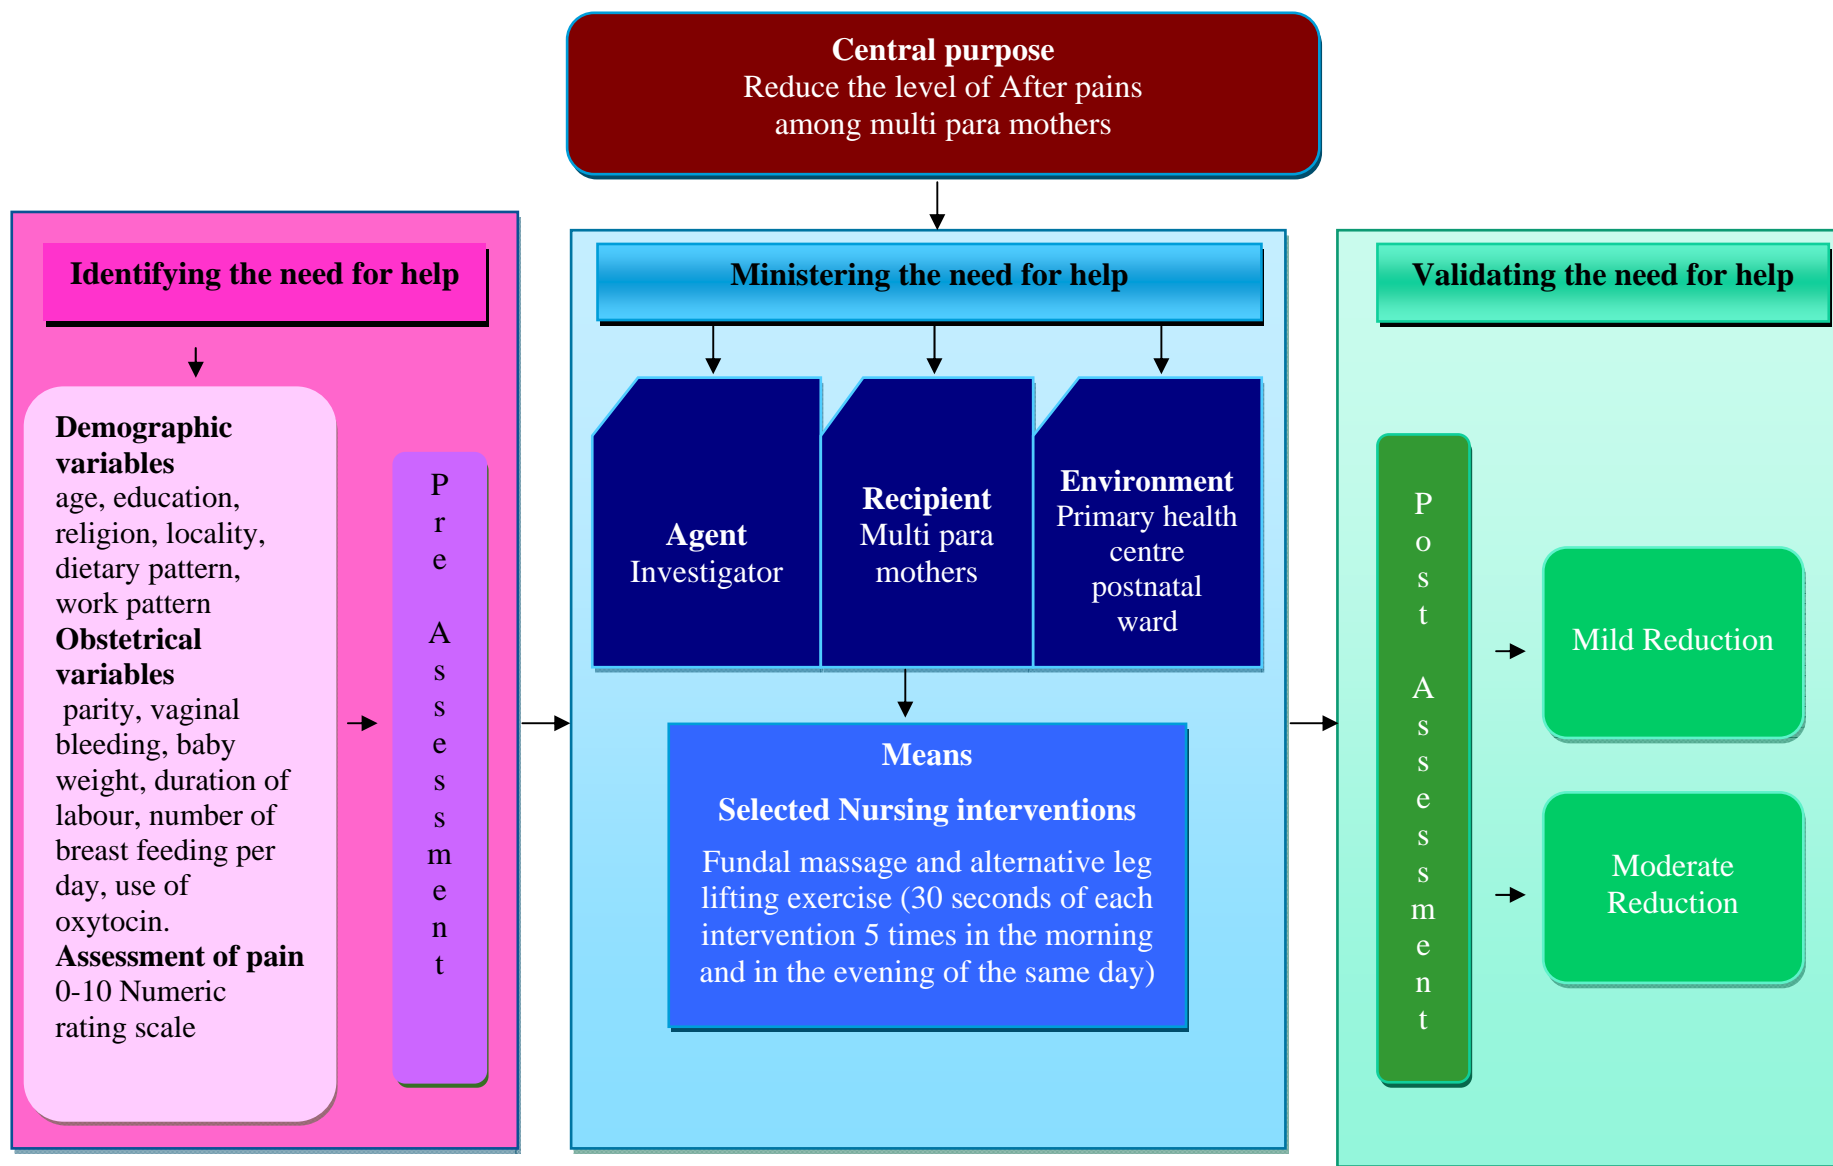 Central purpose
Reduce the level of After pains
among multi para mothers
Identifying the need for help
Demographic
variables
age, education,
religion, locality,
dietary pattern,
work pattern
Obstetrical
variables
parity, vaginal
bleeding, baby
weight, duration of
labour, number of
breast feeding per
day, use of
oxytocin.
Assessment of pain
0-10 Numeric
rating scale
Pre Assessment
Ministering the need for help
Agent
Investigator
Recipient
Multi para
mothers
Environment
Primary health
centre
postnatal
ward
Means
Selected Nursing interventions
Fundal massage and alternative leg
lifting exercise (30 seconds of each
intervention 5 times in the morning
and in the evening of the same day)
Validating the need for help
Post Assessment
Mild Reduction
Moderate
Reduction